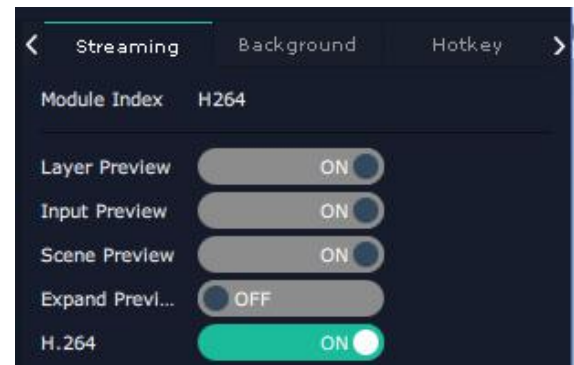 Streaming Background Hotkey
Module Index H264
Layer Preview ON
Input Preview ON
Scene Preview ON
Expand Previ... OFF
H.264 ON